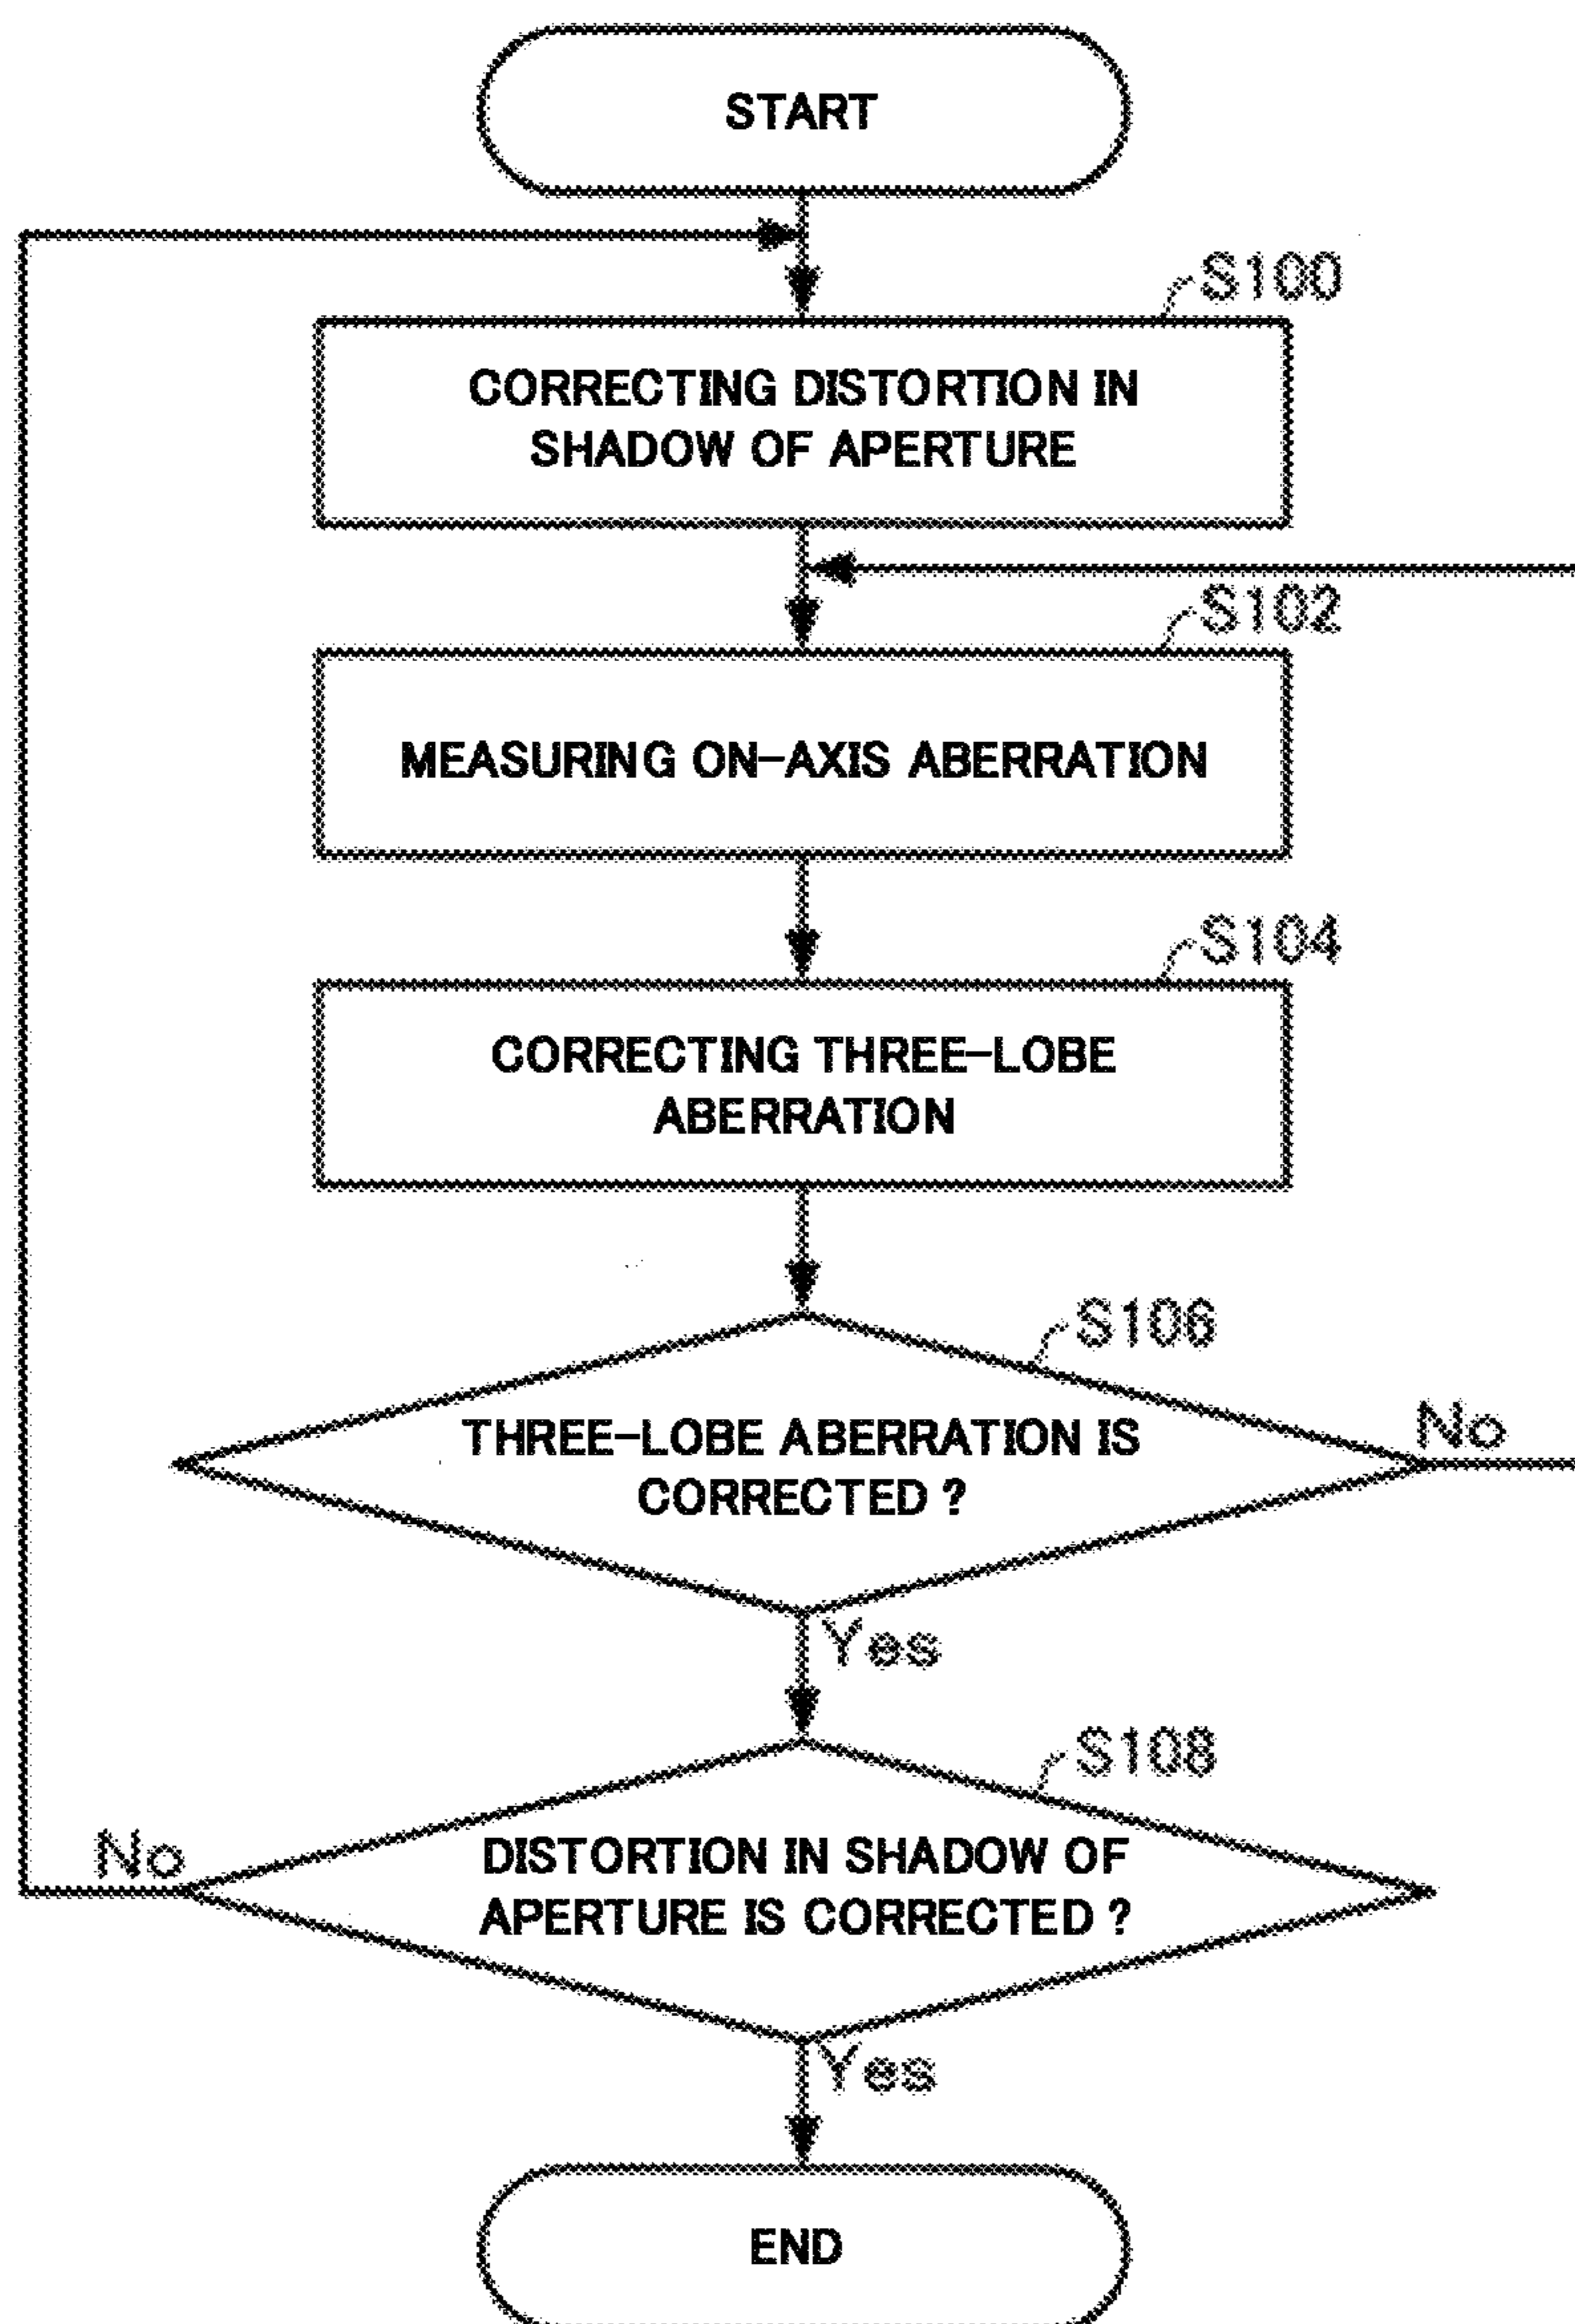 START
S100
CORRECTING DISTORTION IN
SHADOW OF APERTURE
S102
MEASURING ON-AXIS ABERRATION
S104
CORRECTING THREE-LOBE
ABERRATION
S106
THREE-LOBE ABERRATION IS
CORRECTED ?
No
Yes
S108
DISTORTION IN SHADOW OF
APERTURE IS CORRECTED ?
No
Yes
END